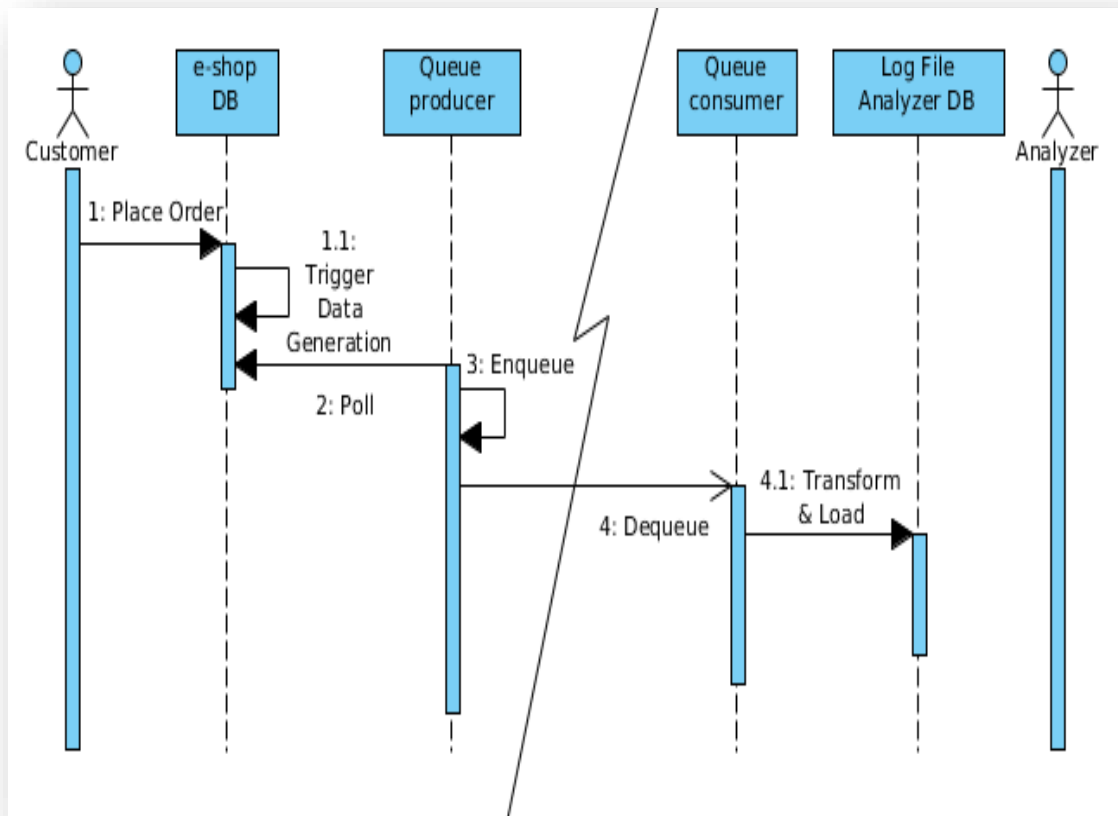 e-shop
DB
Queue
producer
Queue
consumer
Log File
Analyzer DB
Customer
Analyzer
1: Place Order
1.1:
Trigger
Data
Generation
2: Poll
3: Enqueue
4: Dequeue
4.1: Transform
& Load